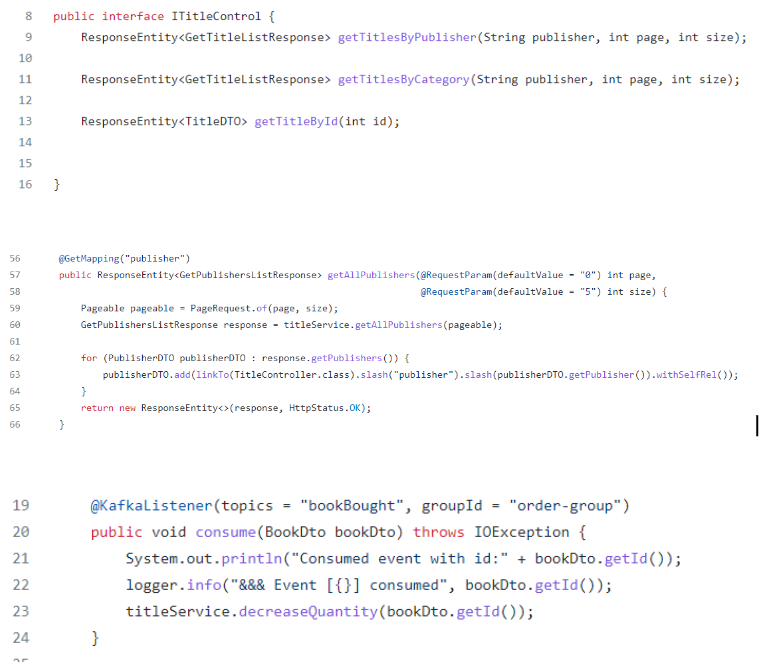 8 public interface ITitleControl {
9 ResponseEntity<GetTitleListResponse> getTitlesByPublisher(String publisher, int page, int size);
10
11 ResponseEntity<GetTitleListResponse> getTitlesByCategory(String publisher, int page, int size);
12
13 ResponseEntity<TitleDTO> getTitleById(int id);
14
15
16 }
56 @GetMapping("publisher")
57 public ResponseEntity<GetPublishersListResponse> getAllPublishers(@RequestParam(defaultValue = "0") int page,
58 @RequestParam(defaultValue = "5") int size) {
59 Pageable pageable = PageRequest.of(page, size);
60 GetPublishersListResponse response = titleService.getAllPublishers(pageable);
61
62 for (PublisherDTO publisherDTO : response.getPublishers()) {
63 publisherDTO.add(linkTo(TitleController.class).slash("publisher").slash(publisherDTO.getPublisher()).withSelfRel());
64 }
65 return new ResponseEntity<>(response, HttpStatus.OK);
66 }
19 @KafkaListener(topics = "bookBought", groupId = "order-group")
20 public void consume(BookDto bookDto) throws IOException {
21 System.out.println("Consumed event with id:" + bookDto.getId());
22 logger.info("&&& Event [{}] consumed", bookDto.getId());
23 titleService.decreaseQuantity(bookDto.getId());
24 }